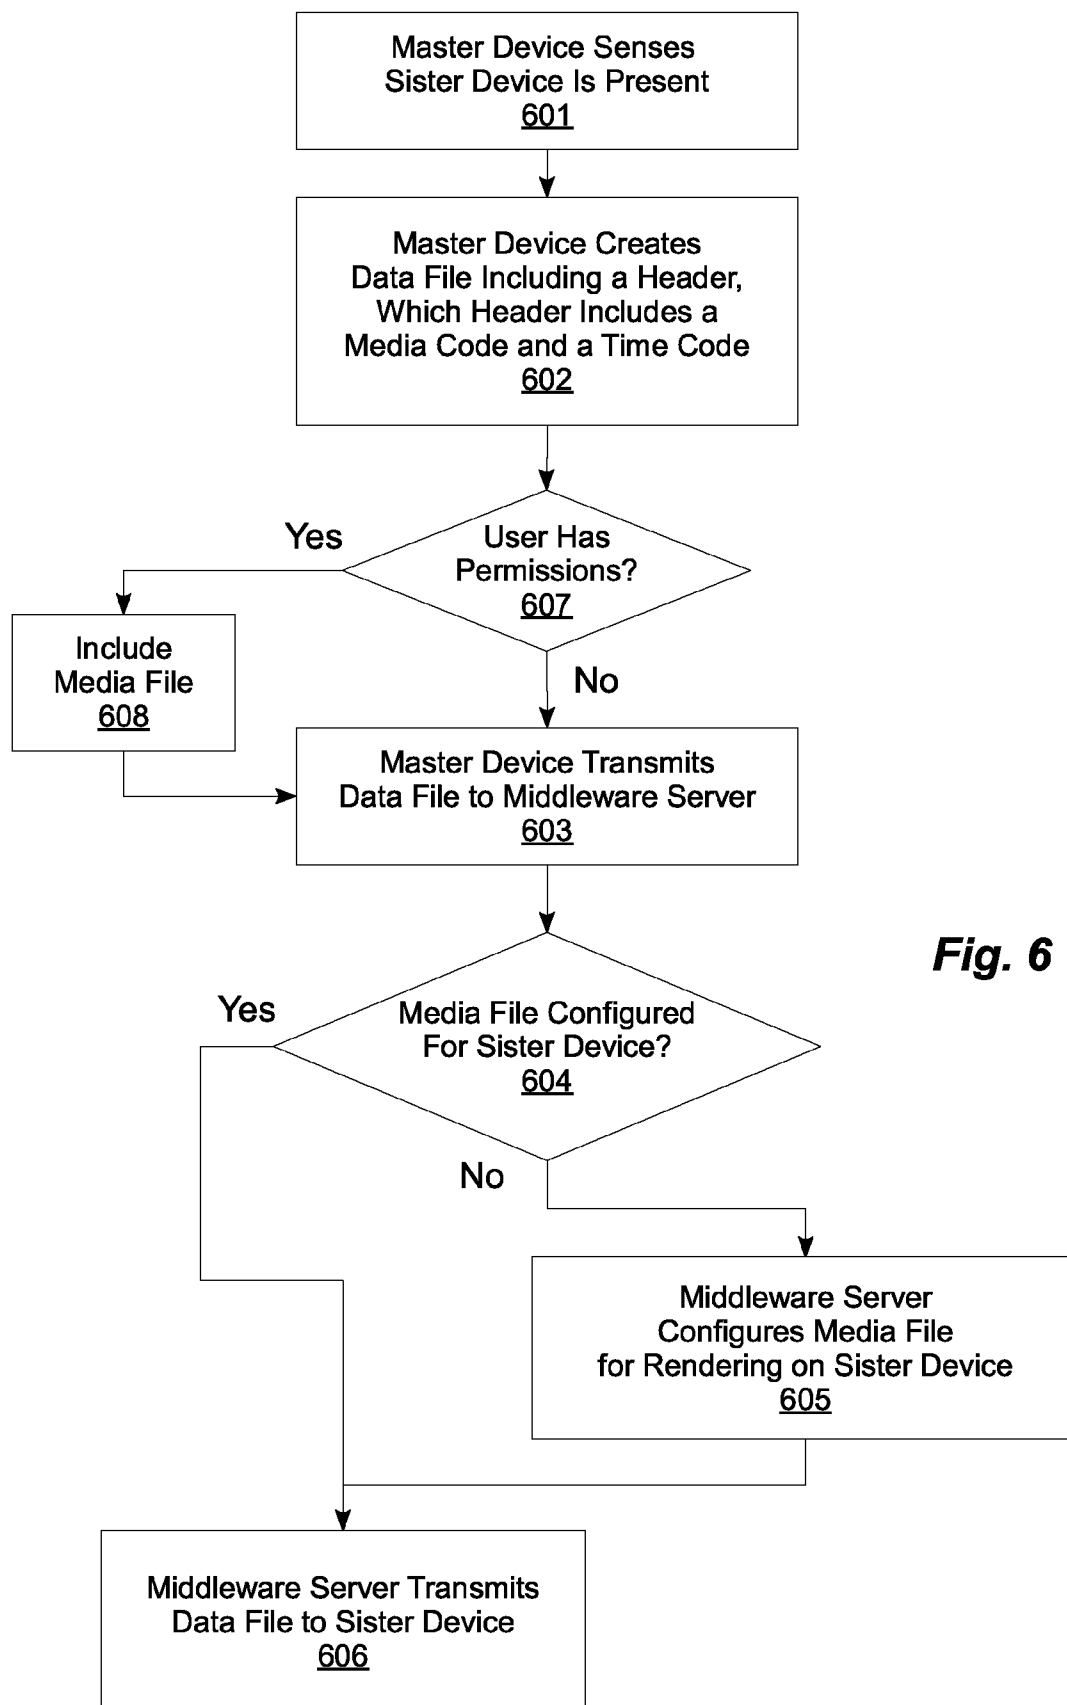 Master Device Senses
Sister Device Is Present
601
Master Device Creates
Data File Including a Header,
Which Header Includes a
Media Code and a Time Code
602
Yes
User Has
Permissions?
607
Include
Media File
608
No
Master Device Transmits
Data File to Middleware Server
603
Fig. 6
Yes
Media File Configured
For Sister Device?
604
No
Middleware Server
Configures Media File
for Rendering on Sister Device
605
Middleware Server Transmits
Data File to Sister Device
606